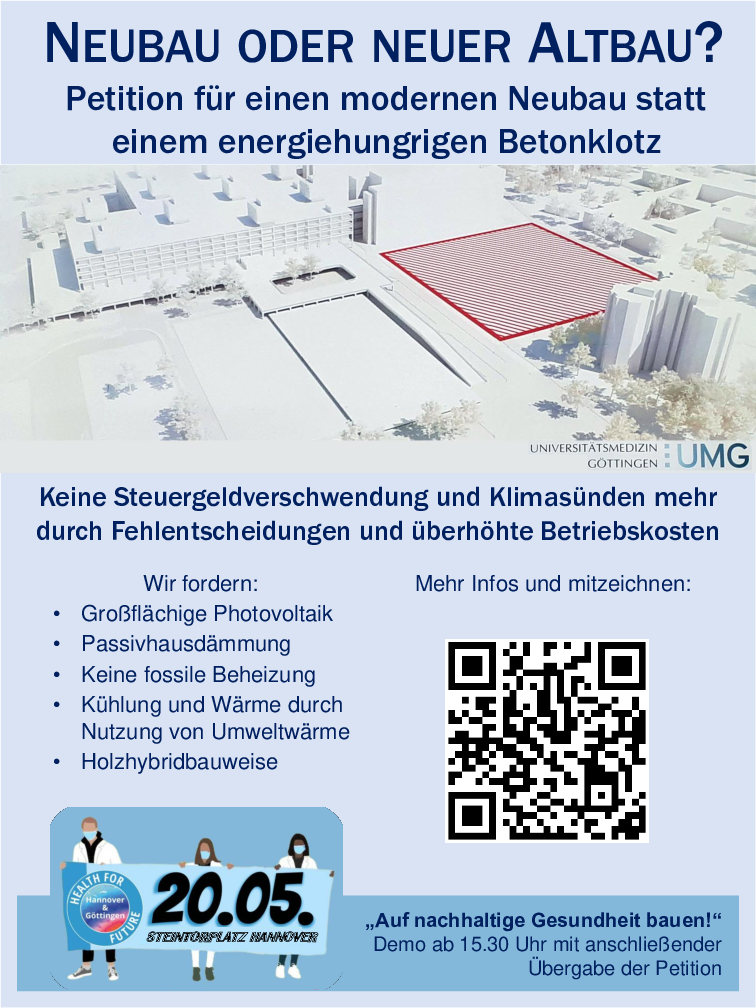 NEUBAU ODER NEUER ALTBAU?
Petition für einen modernen Neubau statt
einem energiehungrigen Betonklotz
UNIVERSITÄTSMEDIZIN
GÖTTINGEN
UMG
Keine Steuergeldverschwendung und Klimasünden mehr
durch Fehlentscheidungen und überhöhte Betriebskosten
Wir fordern:
• Großflächige Photovoltaik
• Passivhausdämmung
• Keine fossile Beheizung
• Kühlung und Wärme durch
Nutzung von Umweltwärme
• Holzhybridbauweise
Mehr Infos und mitzeichnen:
HEALTH FOR
Hannover
&
Göttingen
FUTURE
20.05.
STEINTORPLATZ HANNOVER
„Auf nachhaltige Gesundheit bauen!“
Demo ab 15.30 Uhr mit anschließender
Übergabe der Petition